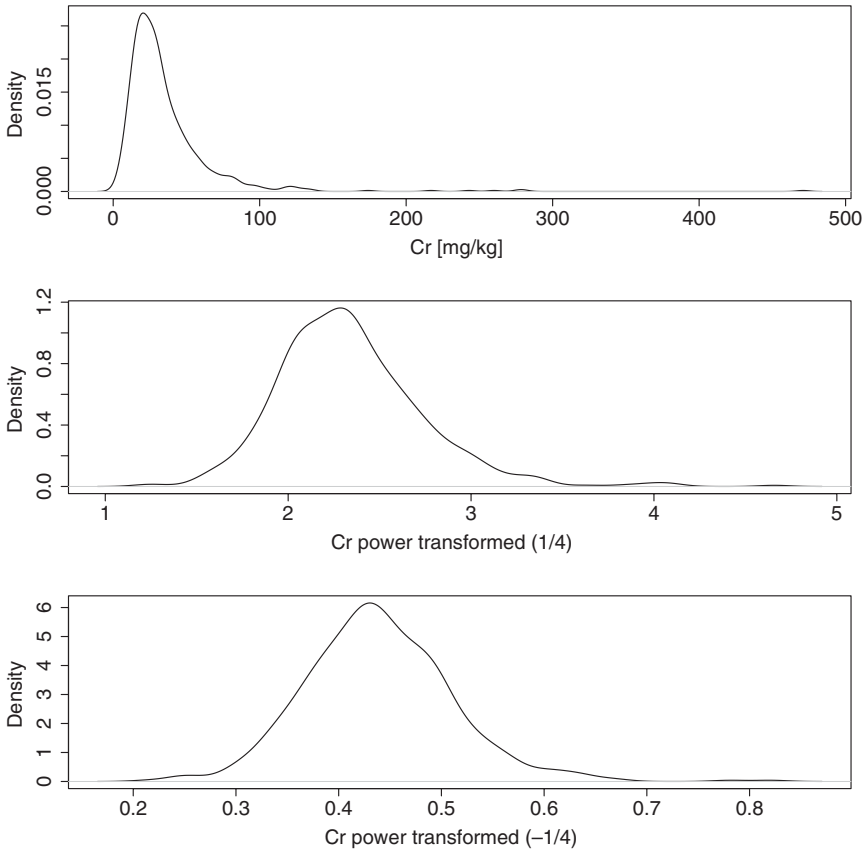 Density
0.000 0.015
0 100 200 300 400 500
Cr [mg/kg]
Density
0.0 0.4 0.8 1.2
1 2 3 4 5
Cr power transformed (1/4)
Density
0 1 2 3 4 5 6
0.2 0.3 0.4 0.5 0.6 0.7 0.8
Cr power transformed (–1/4)